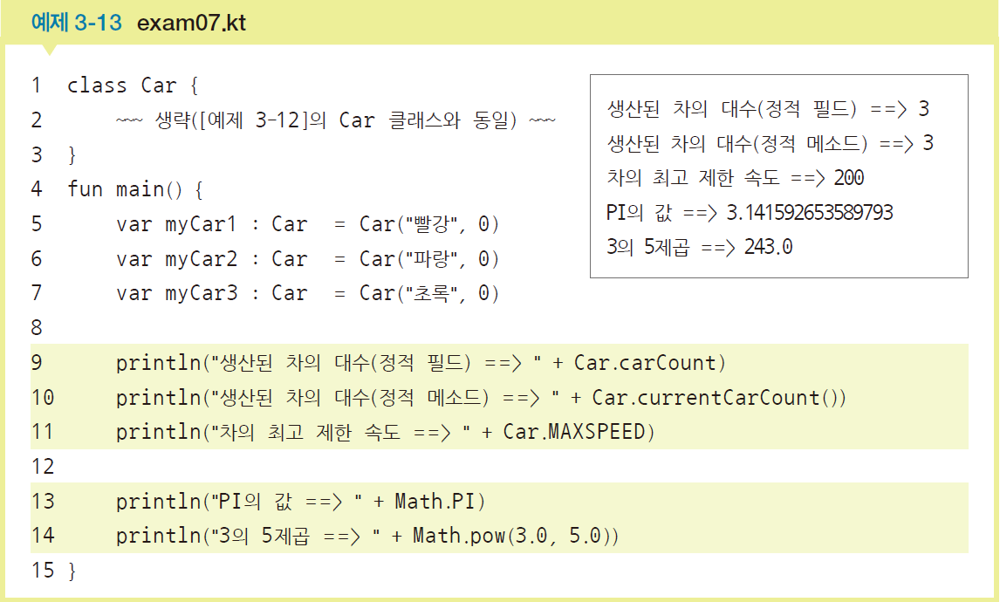 예제 3-13 exam07.kt
1 class Car {
2 ~~~ 생략([예제 3-12]의 Car 클래스와 동일) ~~~
3 }
4 fun main() {
5 var myCar1 : Car = Car("빨강", 0)
6 var myCar2 : Car = Car("파랑", 0)
7 var myCar3 : Car = Car("초록", 0)
8
9 println("생산된 차의 대수(정적 필드) ==> " + Car.carCount)
10 println("생산된 차의 대수(정적 메소드) ==> " + Car.currentCarCount())
11 println("차의 최고 제한 속도 ==> " + Car.MAXSPEED)
12
13 println("PI의 값 ==> " + Math.PI)
14 println("3의 5제곱 ==> " + Math.pow(3.0, 5.0))
15 }
생산된 차의 대수(정적 필드) ==> 3
생산된 차의 대수(정적 메소드) ==> 3
차의 최고 제한 속도 ==> 200
PI의 값 ==> 3.141592653589793
3의 5제곱 ==> 243.0